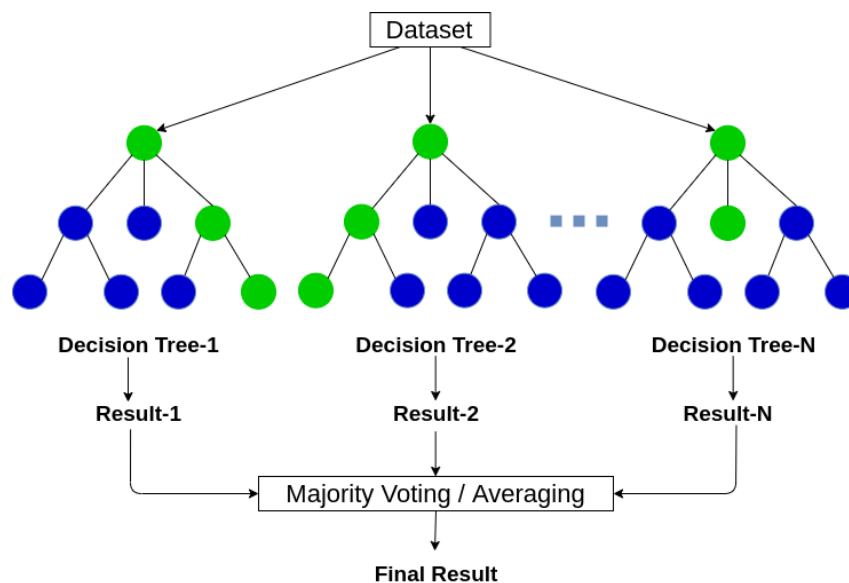 Dataset
Decision Tree-1
Decision Tree-2
Decision Tree-N
Result-1
Result-2
Result-N
Majority Voting / Averaging
Final Result